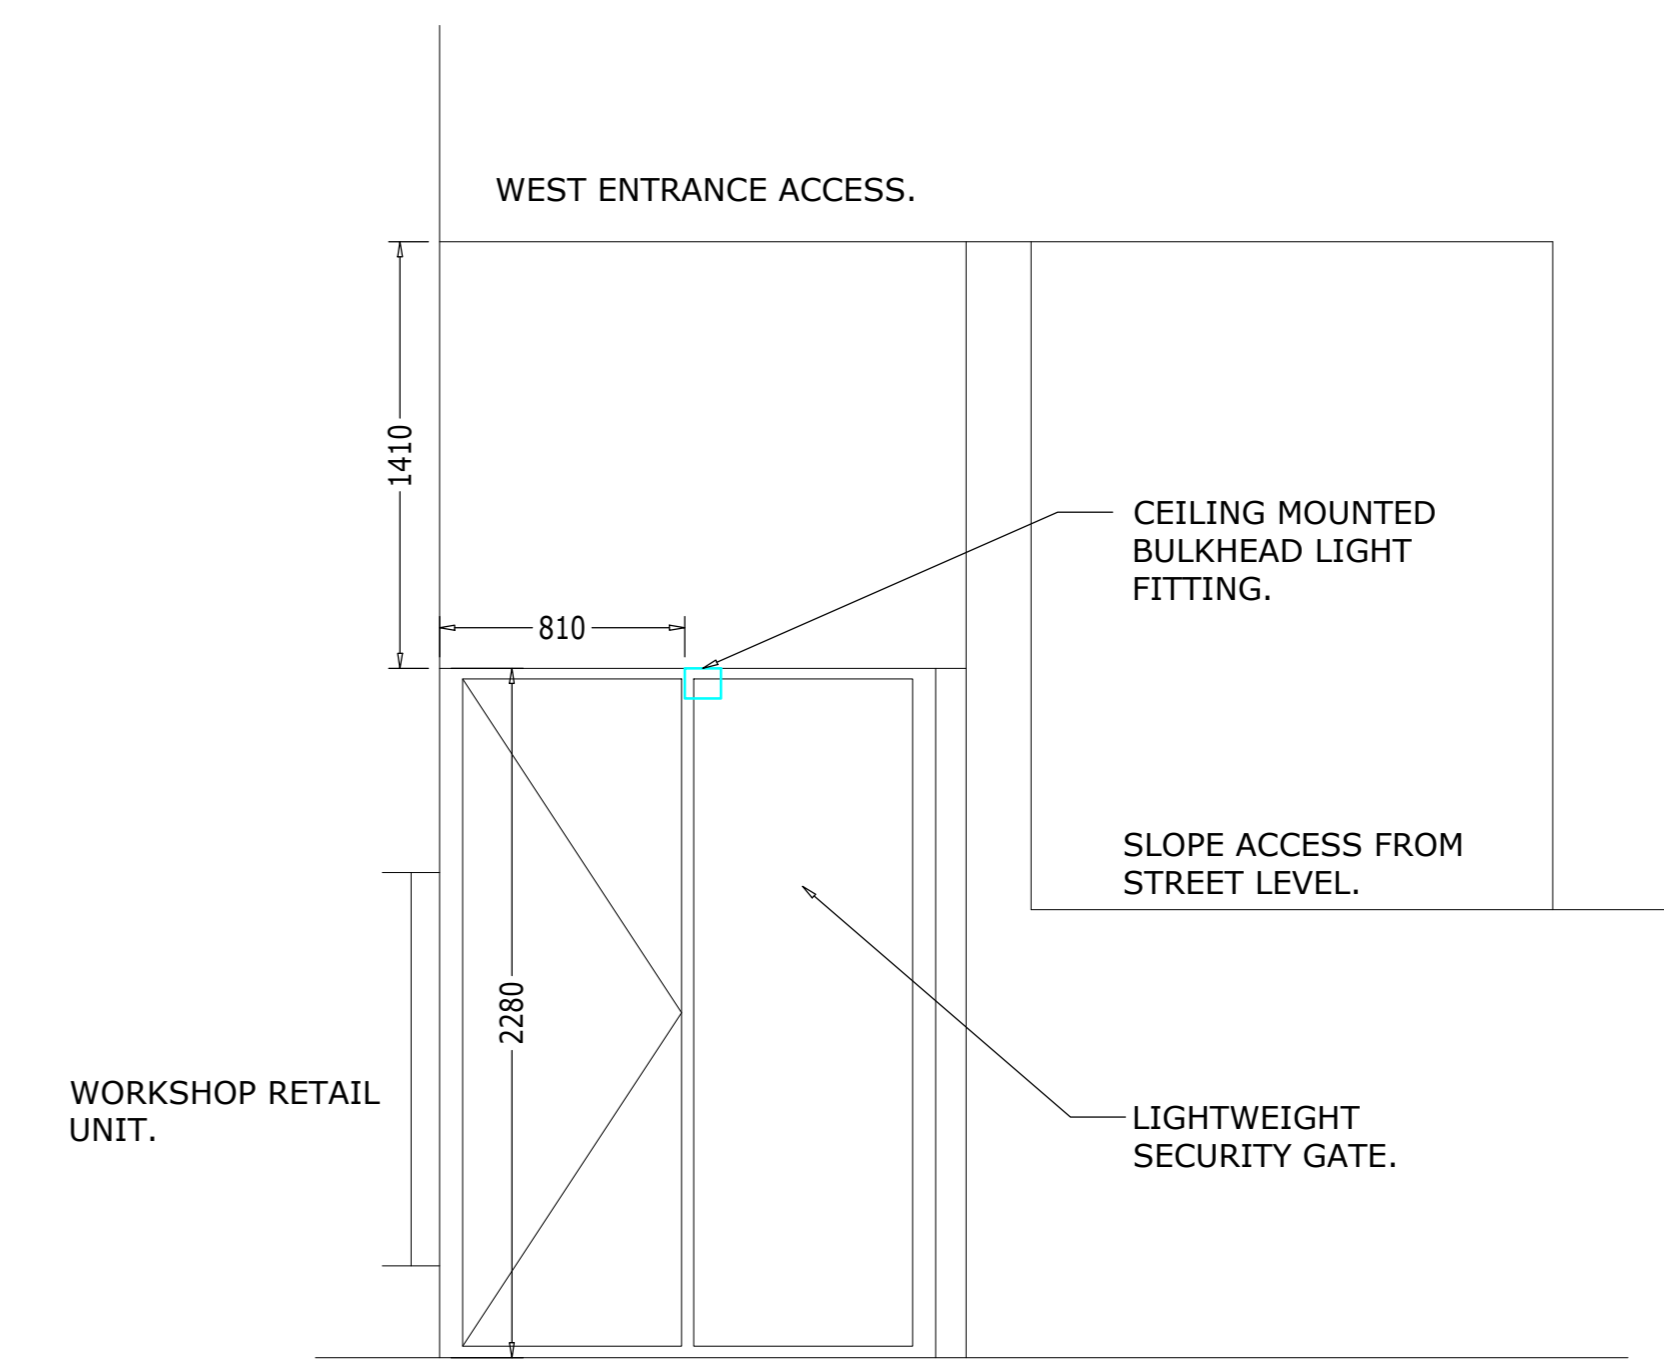 WEST ENTRANCE ACCESS.
1410
CEILING MOUNTED
BULKHEAD LIGHT
FITTING.
810
SLOPE ACCESS FROM
STREET LEVEL.
2280
WORKSHOP RETAIL
UNIT.
LIGHTWEIGHT
SECURITY GATE.